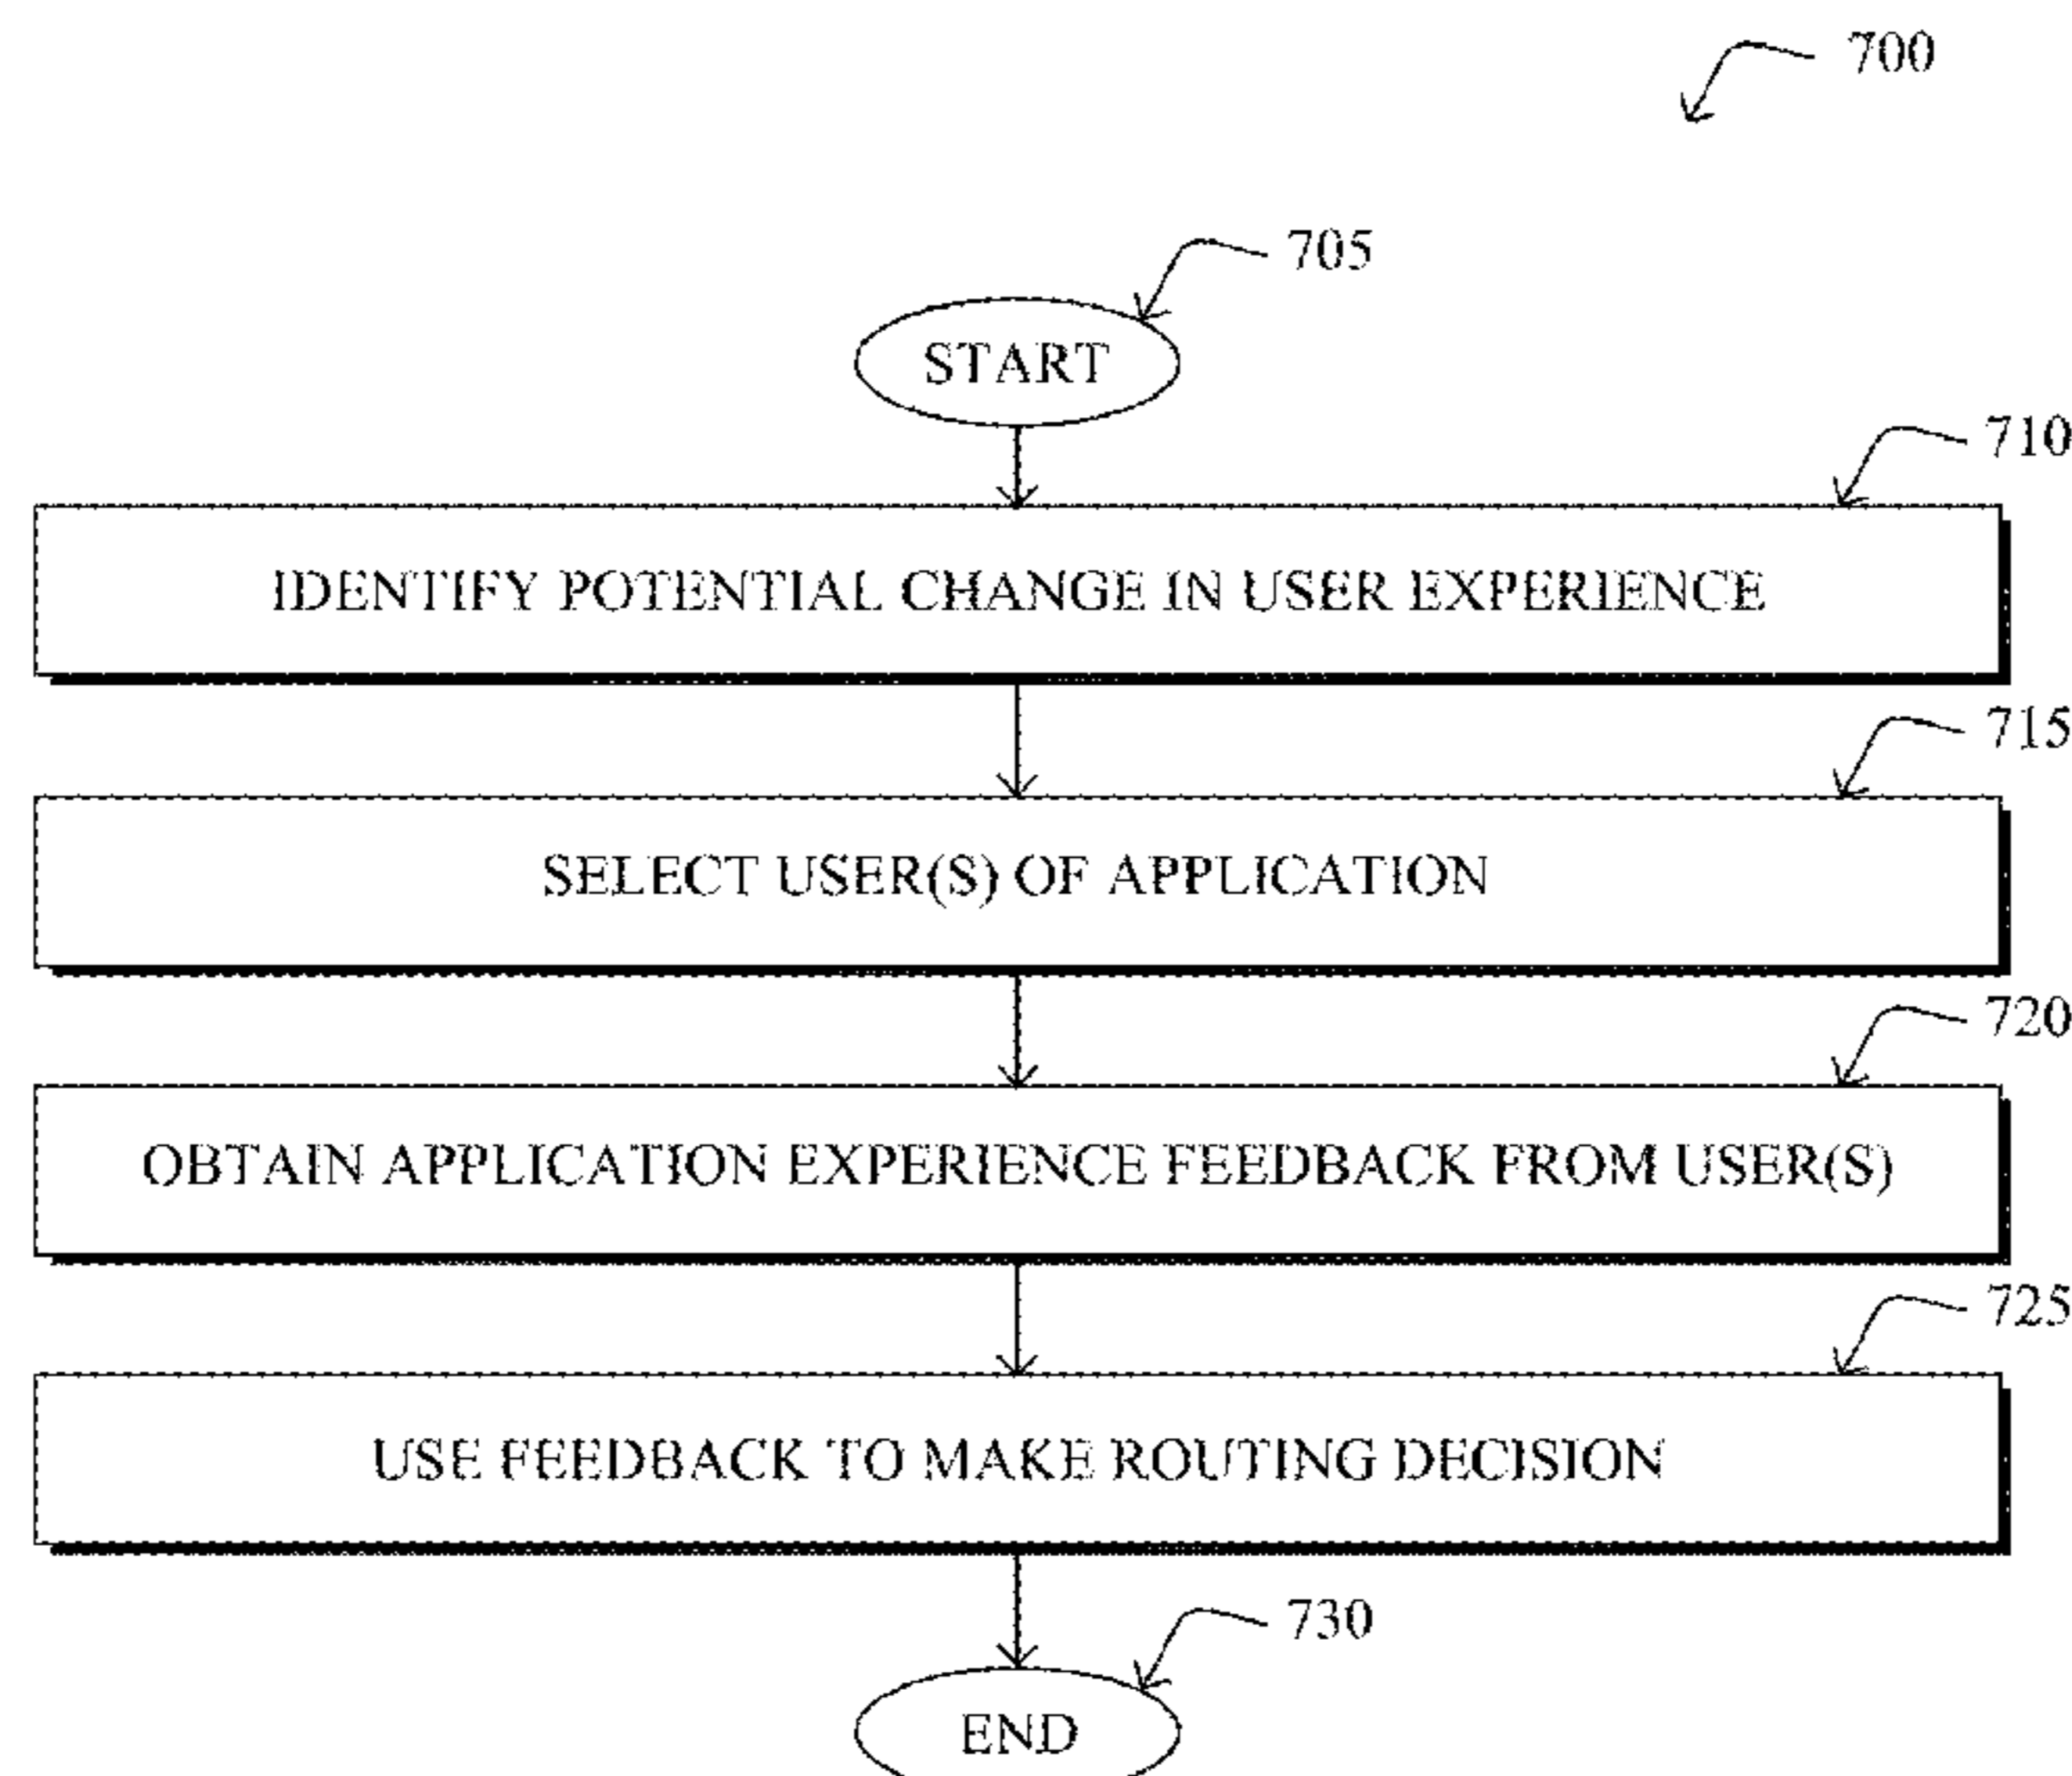 700
705
START
710
IDENTIFY POTENTIAL CHANGE IN USER EXPERIENCE
715
SELECT USER(S) OF APPLICATION
720
OBTAIN APPLICATION EXPERIENCE FEEDBACK FROM USER(S)
725
USE FEEDBACK TO MAKE ROUTING DECISION
730
END